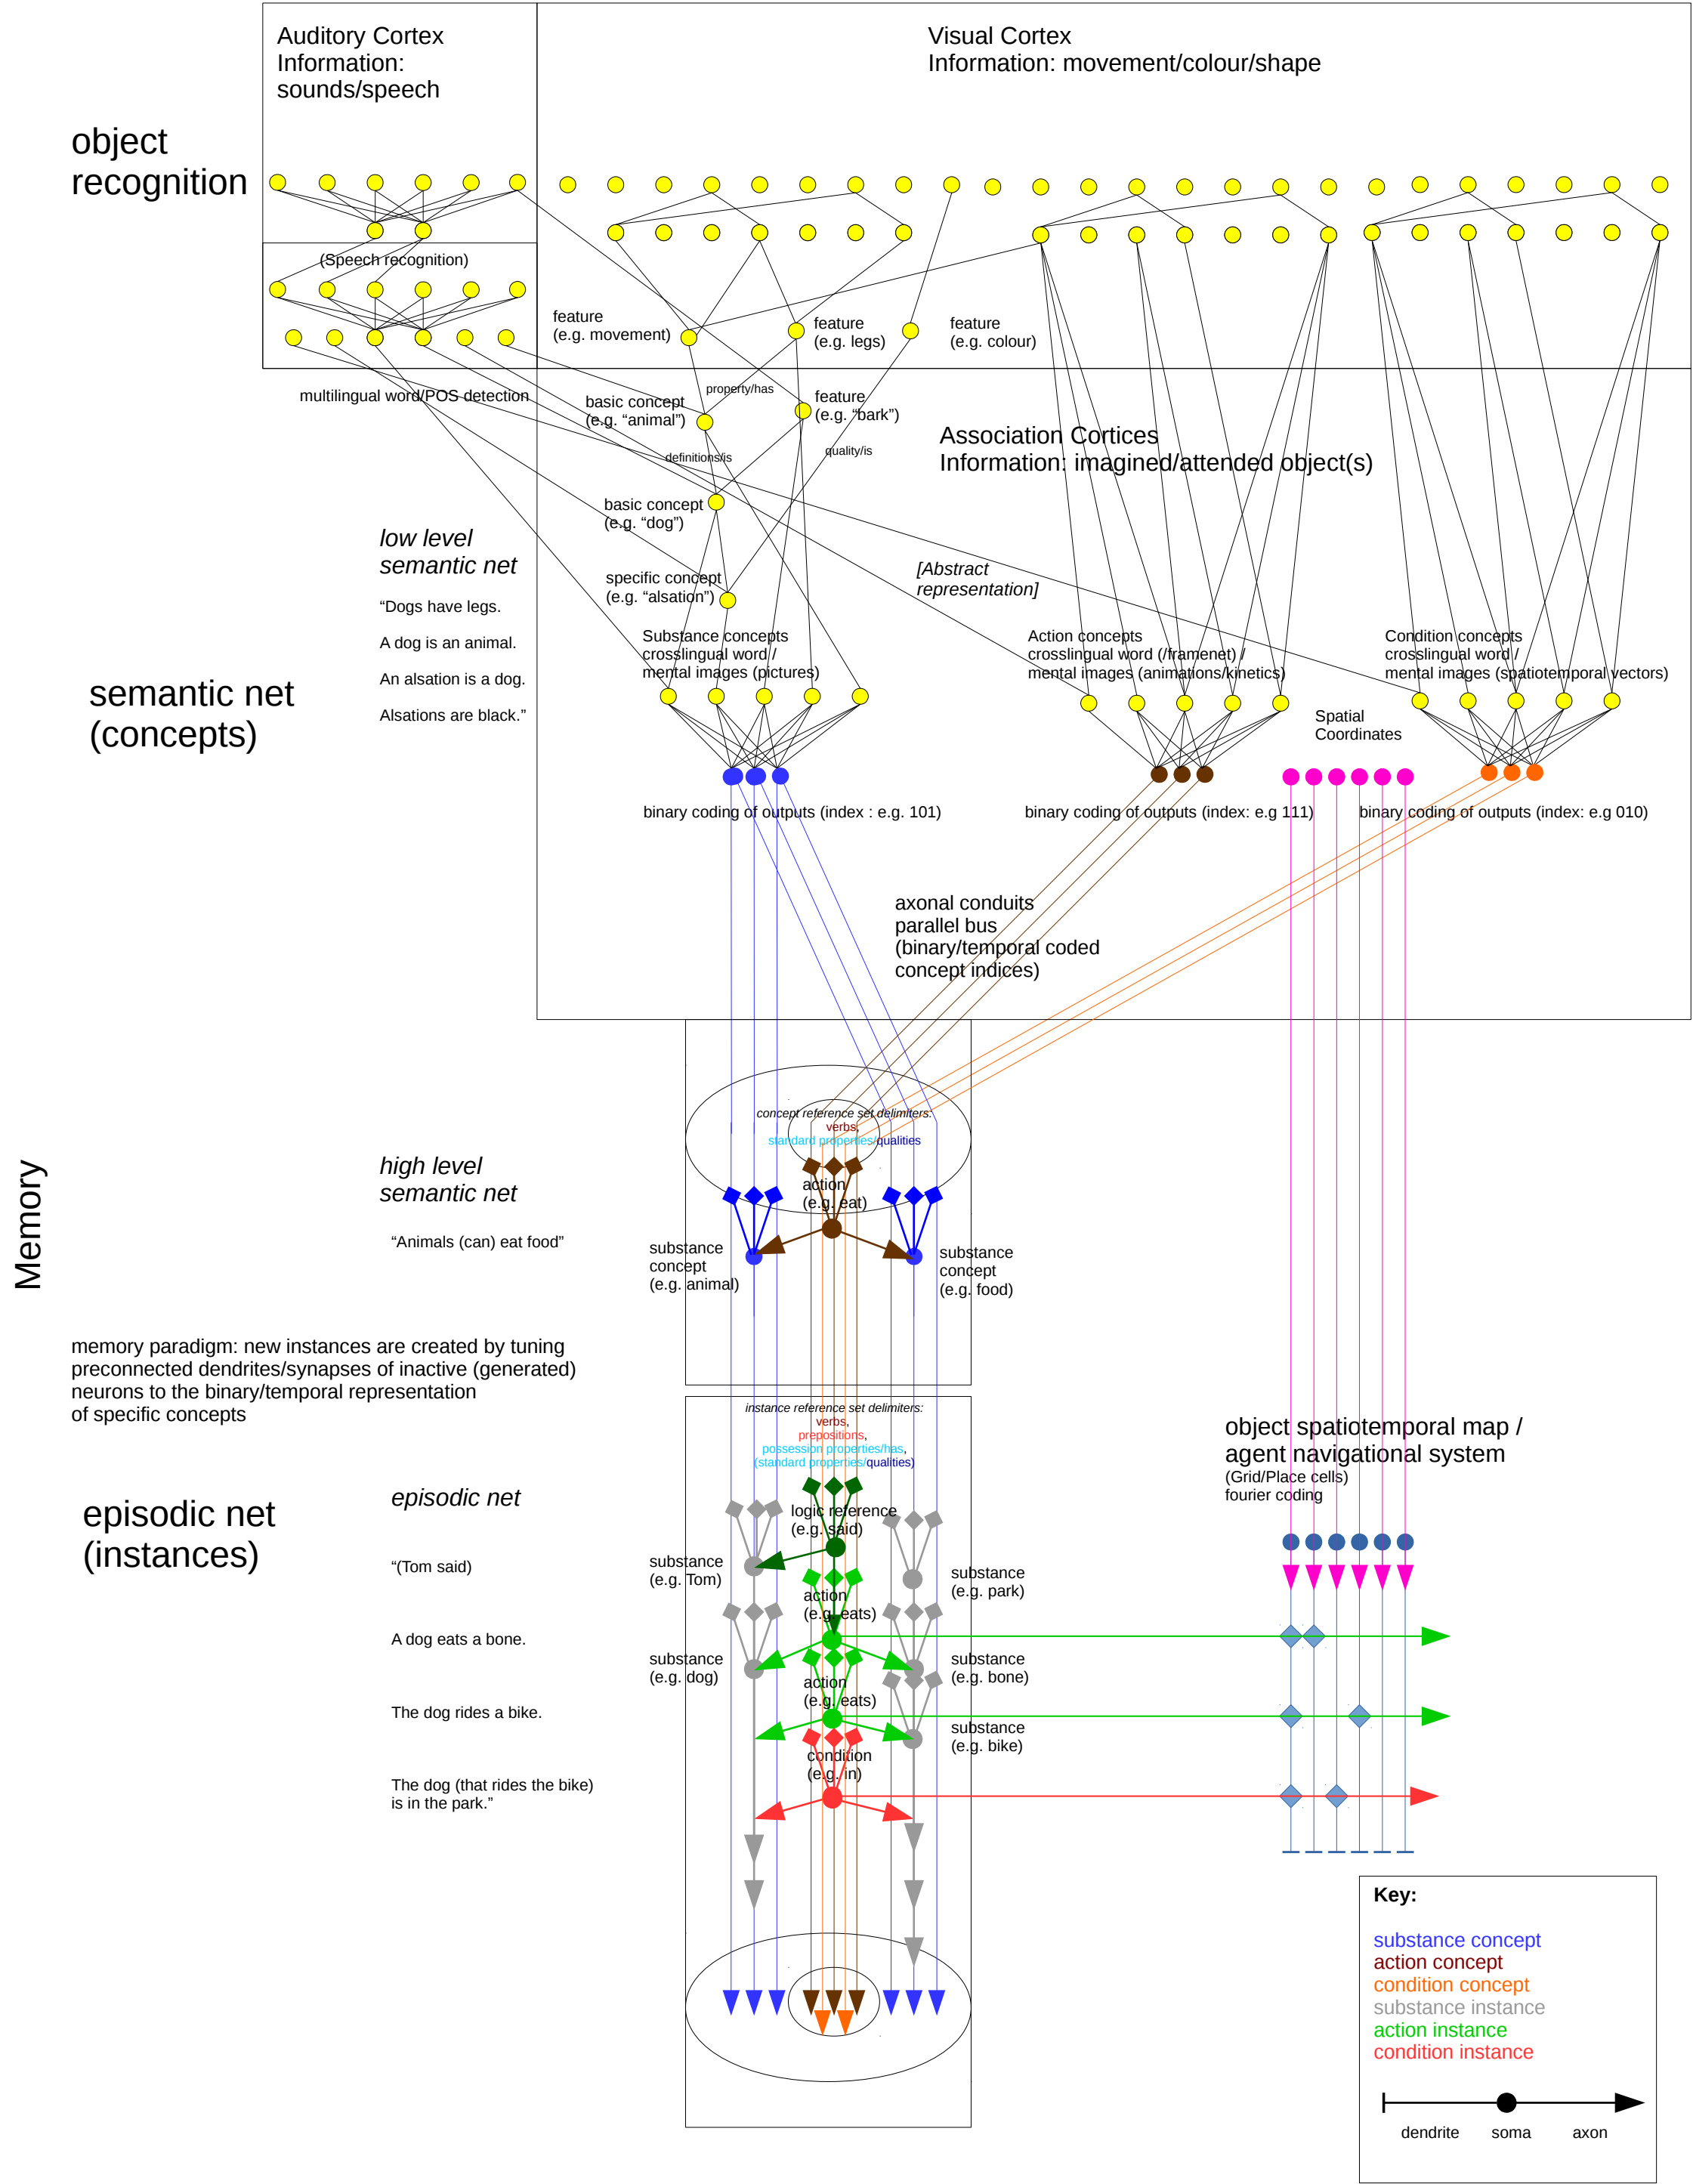 Auditory Cortex
Information:
sounds/speech
Visual Cortex
Information: movement/colour/shape
object
recognition
(Speech recognition)
feature
(e.g. movement)
feature
(e.g. legs)
feature
(e.g. colour)
multilingual word/POS detection
property/has
basic concept
(e.g. “animal”)
feature
(e.g. “bark”)
definitions/is
quality/is
Association Cortices
Information: imagined/attended object(s)
basic concept
(e.g. “dog”)
low level
semantic net
“Dogs have legs.
A dog is an animal.
An alsation is a dog.
Alsations are black.”
specific concept
(e.g. “alsation”)
[Abstract
representation]
semantic net
(concepts)
Substance concepts
crosslingual word /
mental images (pictures)
Action concepts
crosslingual word (/framenet) /
mental images (animations/kinetics)
Condition concepts
crosslingual word /
mental images (spatiotemporal vectors)
Spatial
Coordinates
binary coding of outputs (index : e.g. 101)
binary coding of outputs (index: e.g 111)
binary coding of outputs (index: e.g 010)
axonal conduits
parallel bus
(binary/temporal coded
concept indices)
Memory
concept reference set delimiters:
verbs,
standard properties/qualities
high level
semantic net
“Animals (can) eat food”
action
(e.g. eat)
substance
concept
(e.g. animal)
substance
concept
(e.g. food)
memory paradigm: new instances are created by tuning
preconnected dendrites/synapses of inactive (generated)
neurons to the binary/temporal representation
of specific concepts
instance reference set delimiters:
verbs,
prepositions,
possession properties/has,
(standard properties/qualities)
object spatiotemporal map /
agent navigational system
(Grid/Place cells)
fourier coding
episodic net
(instances)
episodic net
“(Tom said)
A dog eats a bone.
The dog rides a bike.
The dog (that rides the bike)
is in the park.”
logic reference
(e.g. said)
substance
(e.g. Tom)
substance
(e.g. park)
action
(e.g. eats)
substance
(e.g. dog)
substance
(e.g. bone)
action
(e.g. eats)
substance
(e.g. bike)
condition
(e.g. in)
Key:
substance concept
action concept
condition concept
substance instance
action instance
condition instance
dendrite soma axon